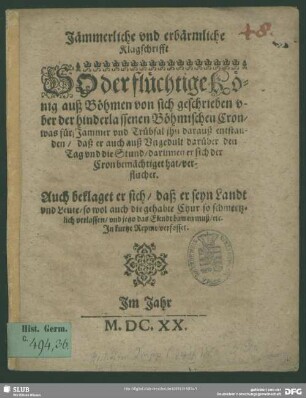 Jämmerliche vnd erbärmliche
Klagschrifft
SO der flüchtige Kö-
nig auß Böhmen von sich geschrieben v-
ber der hinderlassenen Böhmischen Cron/
was für Jammer vnd Trübsal ihn darauß entstan-
den / daß er auch auß Vngedult darüber den
Tag vnd die Stund / darinnen er sich der
Cron bemächtiget hat / ver-
fluchet.
Auch beklaget er sich / daß er seyn Landt
vnd Leute / so wol auch die gehabte Chur so schmertz-
lich verlassen / vnd jetzo das Elendt bawen muß / etc.
In kurtze Reymen verfasset.
Im Jahr
M. DC. XX.
Hist. Germ.
C. 494,36.
SLUB
DFG